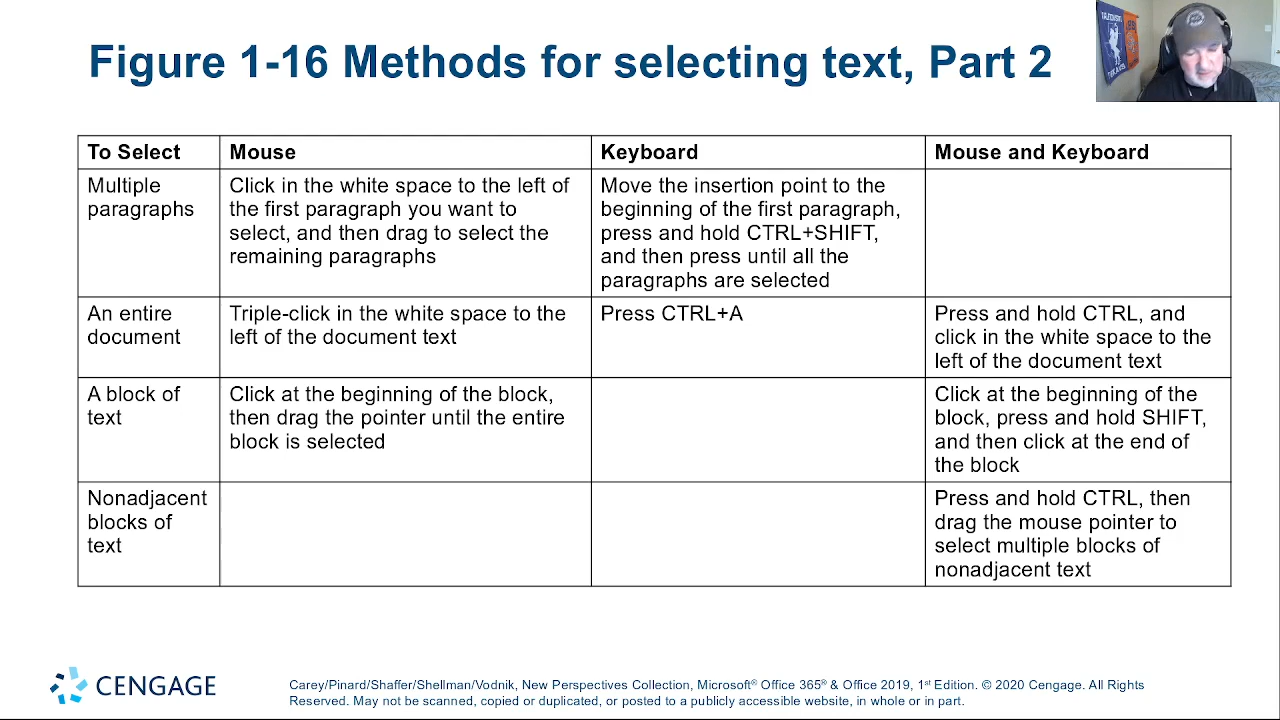 Figure 1-16 Methods for selecting text, Part 2
To Select
Mouse
Keyboard
Mouse and Keyboard
Multiple
paragraphs
Click in the white space to the left of
the first paragraph you want to
select, and then drag to select the
remaining paragraphs
Move the insertion point to the
beginning of the first paragraph,
press and hold CTRL+SHIFT,
and then press until all the
paragraphs are selected
An entire
document
Triple-click in the white space to the
left of the document text
Press CTRL+A
Press and hold CTRL, and
click in the white space to the
left of the document text
A block of
text
Click at the beginning of the block,
then drag the pointer until the entire
block is selected
Click at the beginning of the
block, press and hold SHIFT,
and then click at the end of
the block
Nonadjacent
blocks of
text
Press and hold CTRL, then
drag the mouse pointer to
select multiple blocks of
nonadjacent text
CENGAGE
Carey/Pinard/Shaffer/Shellman/Vodnik, New Perspectives Collection, Microsoft® Office 365® & Office 2019, 1st Edition. © 2020 Cengage. All Rights
Reserved. May not be scanned, copied or duplicated, or posted to a publicly accessible website, in whole or in part.